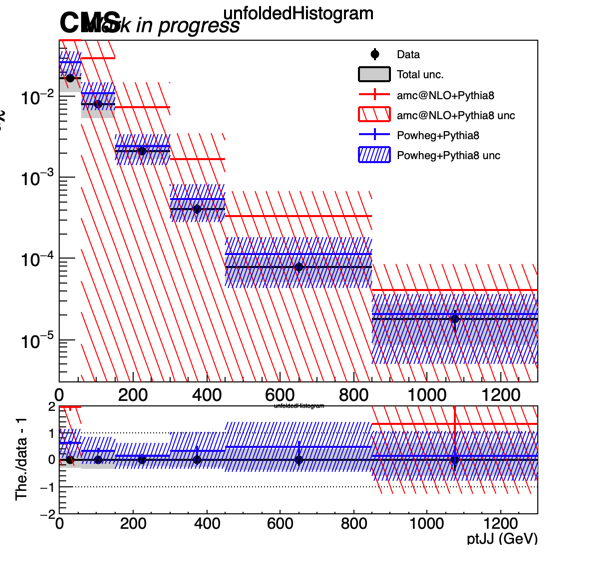 unfoldedHistogram
CMS Work in progress
Data
Total unc.
amc@NLO+Pythia8
amc@NLO+Pythia8 unc
Powheg+Pythia8
Powheg+Pythia8 unc
10−2
10−3
10−4
10−5
0 200 400 600 800 1000 1200
unfoldedHistogram
The./data - 1
2
1
0
−1
−2
0 200 400 600 800 1000 1200
ptJJ (GeV)